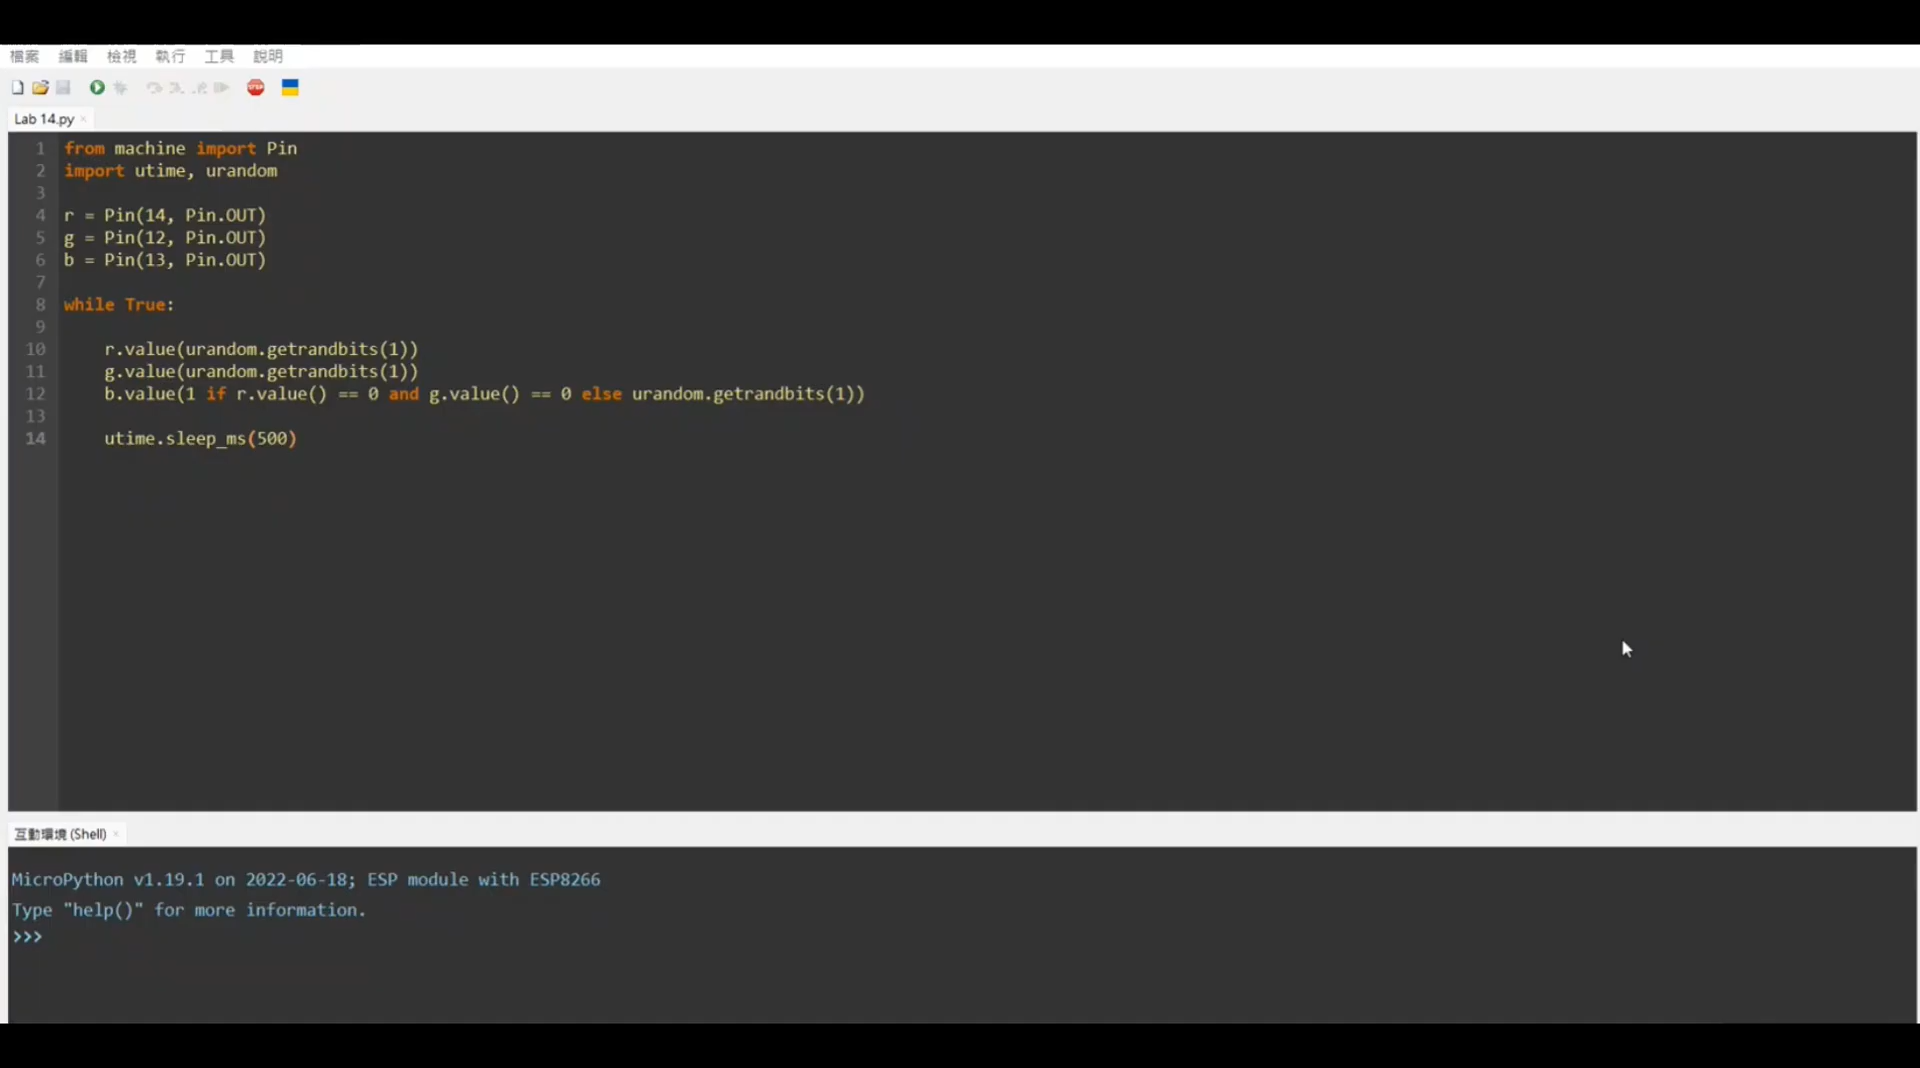 檔案 編輯 檢視 執行 工具 說明
STOP
Lab 14.py ×
1 from machine import Pin
2 import utime, urandom
3
4 r = Pin(14, Pin.OUT)
5 g = Pin(12, Pin.OUT)
6 b = Pin(13, Pin.OUT)
7
8 while True:
9
10 r.value(urandom.getrandbits(1))
11 g.value(urandom.getrandbits(1))
12 b.value(1 if r.value() == 0 and g.value() == 0 else urandom.getrandbits(1))
13
14 utime.sleep_ms(500)
互動環境 (Shell) ×
MicroPython v1.19.1 on 2022-06-18; ESP module with ESP8266
Type "help()" for more information.
>>>